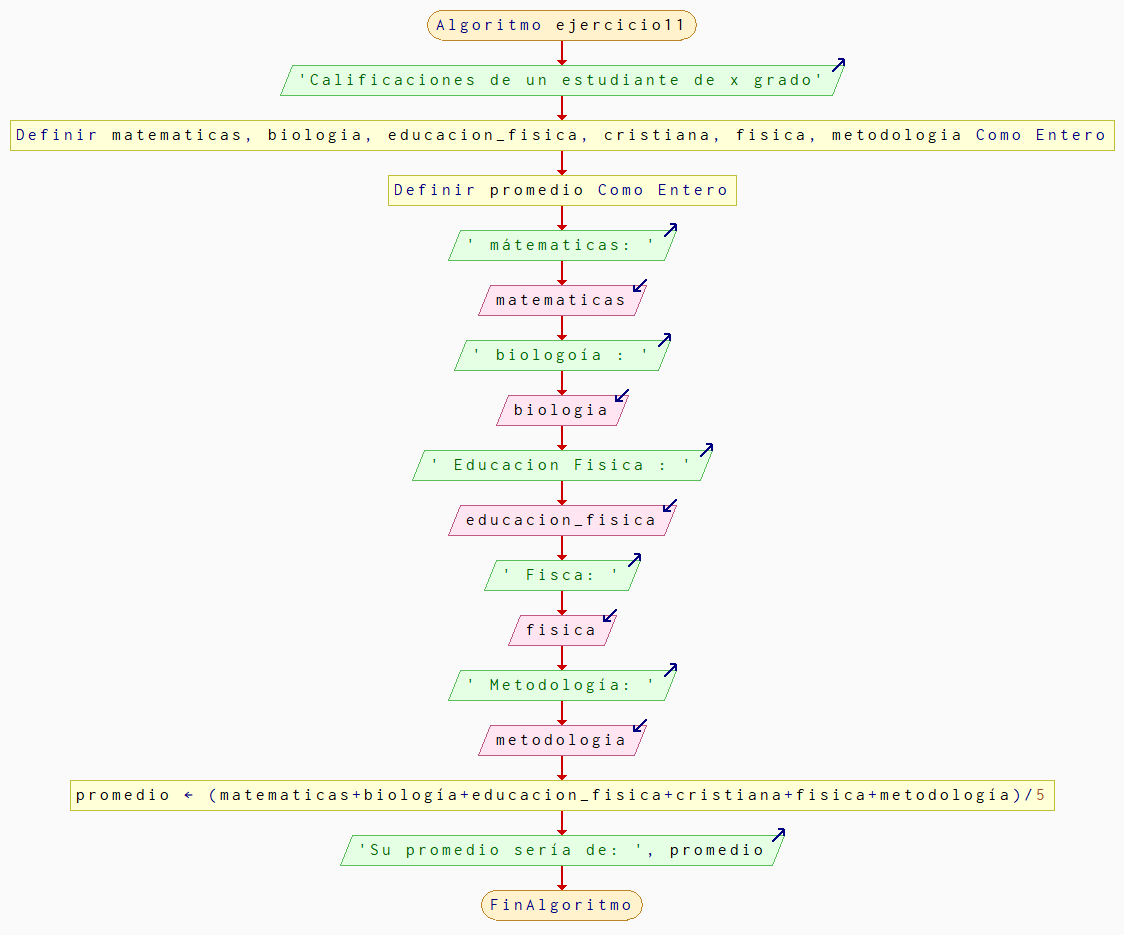 Algoritmo ejercicio11
'Calificaciones de un estudiante de x grado'
Definir matematicas, biologia, educacion_fisica, cristiana, fisica, metodologia Como Entero
Definir promedio Como Entero
' mátematicas: '
matematicas
' biologoía : '
biologia
' Educacion Fisica : '
educacion_fisica
' Fisca: '
fisica
' Metodología: '
metodologia
promedio ← (matematicas+biología+educacion_fisica+cristiana+fisica+metodología)/5
'Su promedio sería de: ', promedio
FinAlgoritmo